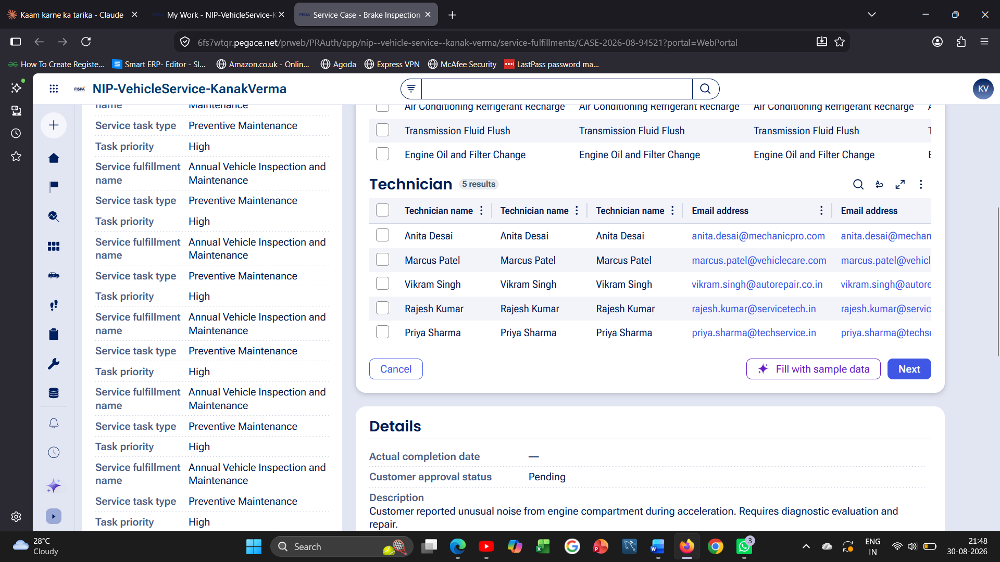 Kaam karne ka tarika - Claude
My Work - NIP-VehicleService-K
PEGA Service Case - Brake Inspection
6fs7wtqr.pegace.net/prweb/PRAuth/app/nip--vehicle-service--kanak-verma/service-fulfillments/CASE-2026-08-94521?portal=WebPortal
How To Create Registe...
Smart ERP- Editor - Sl...
Amazon.co.uk - Onlin...
Agoda
Express VPN
McAfee Security
LastPass password ma...
FISPA NIP-VehicleService-KanakVerma
KV
name Maintenance
Service task type Preventive Maintenance
Task priority High
Service fulfillment Annual Vehicle Inspection and
name Maintenance
Service task type Preventive Maintenance
Task priority High
Service fulfillment Annual Vehicle Inspection and
name Maintenance
Service task type Preventive Maintenance
Task priority High
Service fulfillment Annual Vehicle Inspection and
name Maintenance
Service task type Preventive Maintenance
Task priority High
Service fulfillment Annual Vehicle Inspection and
name Maintenance
Service task type Preventive Maintenance
Task priority High
Service fulfillment Annual Vehicle Inspection and
name Maintenance
Service task type Preventive Maintenance
Task priority High
Air Conditioning Refrigerant Recharge Air Conditioning Refrigerant Recharge Air Conditioning Refrigerant Recharge
Transmission Fluid Flush Transmission Fluid Flush Transmission Fluid Flush
Engine Oil and Filter Change Engine Oil and Filter Change Engine Oil and Filter Change
Technician 5 results
Technician name Technician name Technician name Email address Email address
Anita Desai Anita Desai Anita Desai anita.desai@mechanicpro.com anita.desai@mechan
Marcus Patel Marcus Patel Marcus Patel marcus.patel@vehiclecare.com marcus.patel@vehicl
Vikram Singh Vikram Singh Vikram Singh vikram.singh@autorepair.co.in vikram.singh@autore
Rajesh Kumar Rajesh Kumar Rajesh Kumar rajesh.kumar@servicetech.in rajesh.kumar@servic
Priya Sharma Priya Sharma Priya Sharma priya.sharma@techservice.in priya.sharma@techse
Cancel Fill with sample data Next
Details
Actual completion date —
Customer approval status Pending
Description
Customer reported unusual noise from engine compartment during acceleration. Requires diagnostic evaluation and
repair.
28°C
Cloudy
Search
3
ENG
IN
21:48
30-08-2026